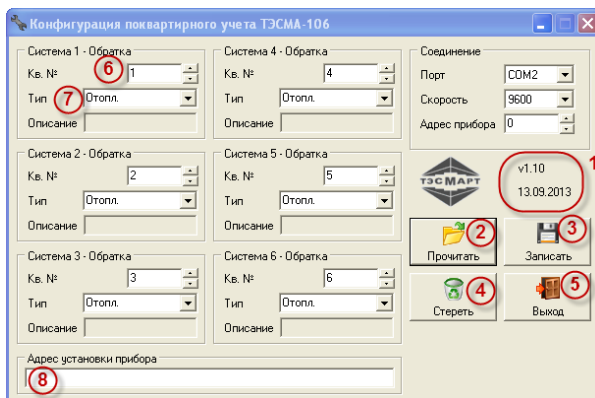 Конфигурация поквартирного учета ТЭСМА-106
Система 1 - Обратка
Кв. №
6
1
Тип
7
Отопл.
Описание
Система 2 - Обратка
Кв. №
2
Тип
Отопл.
Описание
Система 3 - Обратка
Кв. №
3
Тип
Отопл.
Описание
Система 4 - Обратка
Кв. №
4
Тип
Отопл.
Описание
Система 5 - Обратка
Кв. №
5
Тип
Отопл.
Описание
Система 6 - Обратка
Кв. №
6
Тип
Отопл.
Описание
Соединение
Порт
COM2
Скорость
9600
Адрес прибора
0
ТЭСМАРТ
1
v1.10
13.09.2013
2
Прочитать
3
Записать
4
Стереть
5
Выход
Адрес установки прибора
8